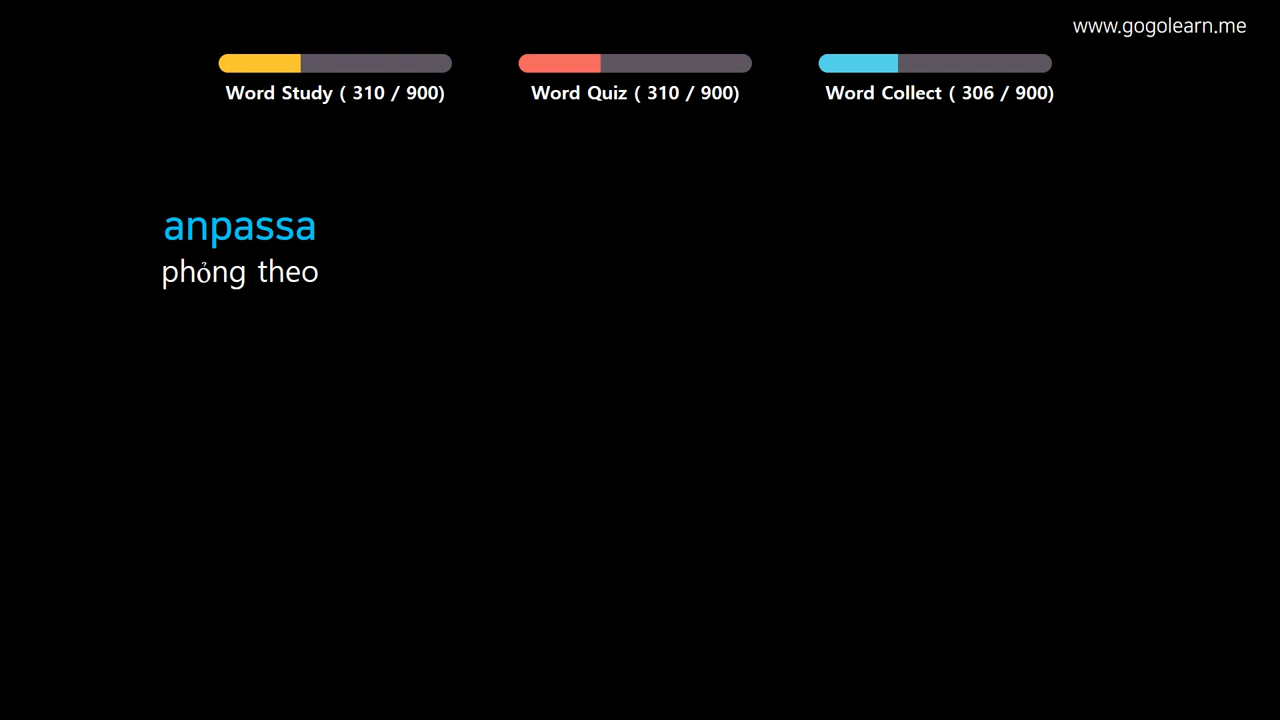 www.gogolearn.me
Word Study ( 310 / 900)
Word Quiz ( 310 / 900)
Word Collect ( 306 / 900)
anpassa
phỏng theo